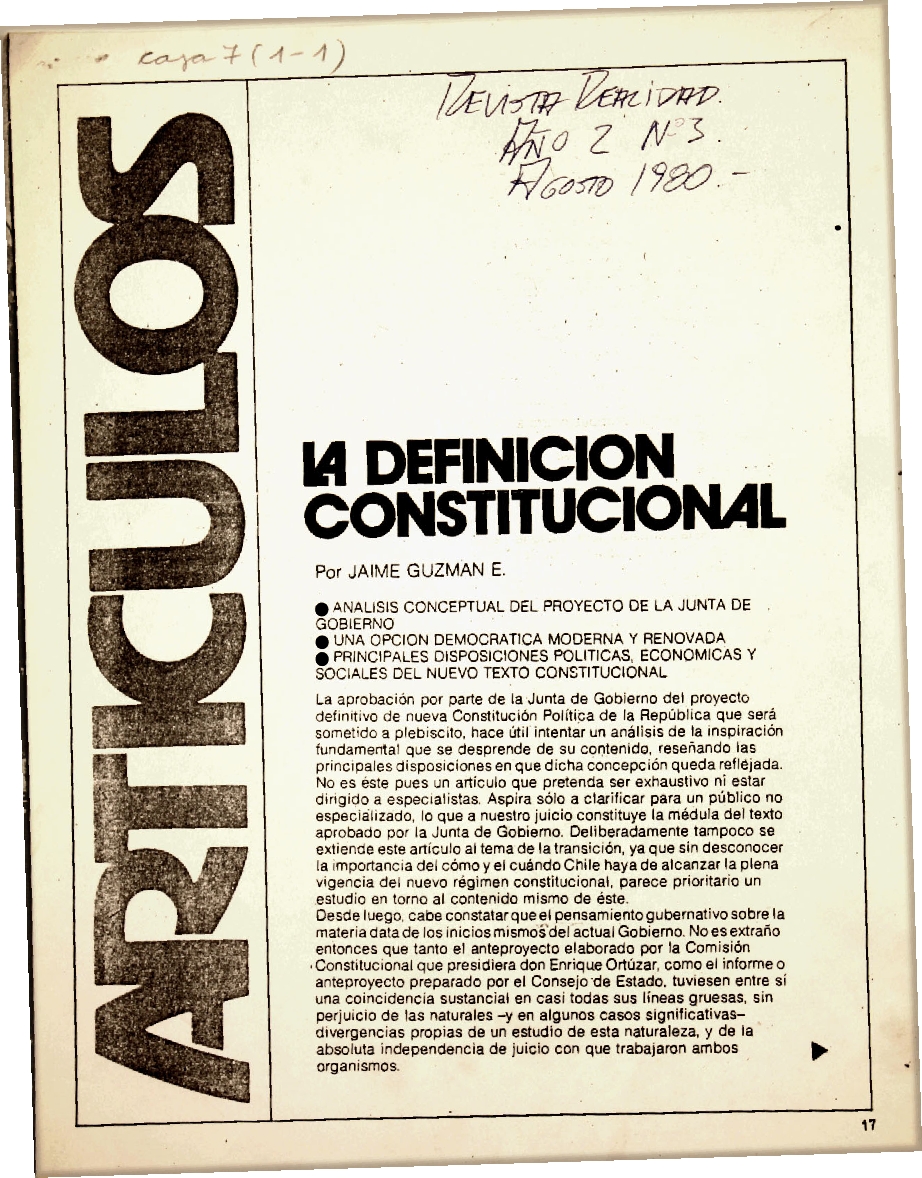 caja 7 (1-1)
REVISTA REALIDAD.
AÑO 2 Nº3.
AGOSTO 1980.-
ARTICULOS
LA DEFINICION
CONSTITUCIONAL
Por JAIME GUZMAN E.
● ANALISIS CONCEPTUAL DEL PROYECTO DE LA JUNTA DE
GOBIERNO
● UNA OPCION DEMOCRATICA MODERNA Y RENOVADA
● PRINCIPALES DISPOSICIONES POLITICAS, ECONOMICAS Y
SOCIALES DEL NUEVO TEXTO CONSTITUCIONAL
La aprobación por parte de la Junta de Gobierno del proyecto
definitivo de nueva Constitución Política de la República que será
sometido a plebiscito, hace útil intentar un análisis de la inspiración
fundamental que se desprende de su contenido, reseñando las
principales disposiciones en que dicha concepción queda reflejada.
No es éste pues un artículo que pretenda ser exhaustivo ni estar
dirigido a especialistas. Aspira sólo a clarificar para un público no
especializado, lo que a nuestro juicio constituye la médula del texto
aprobado por la Junta de Gobierno. Deliberadamente tampoco se
extiende este artículo al tema de la transición, ya que sin desconocer
la importancia del cómo y el cuándo Chile haya de alcanzar la plena
vigencia del nuevo régimen constitucional, parece prioritario un
estudio en torno al contenido mismo de éste.
Desde luego, cabe constatar que el pensamiento gubernativo sobre la
materia data de los inicios mismos del actual Gobierno. No es extraño
entonces que tanto el anteproyecto elaborado por la Comisión
Constitucional que presidiera don Enrique Ortúzar, como el informe o
anteproyecto preparado por el Consejo de Estado, tuviesen entre sí
una coincidencia sustancial en casi todas sus líneas gruesas, sin
perjuicio de las naturales –y en algunos casos significativas–
divergencias propias de un estudio de esta naturaleza, y de la
absoluta independencia de juicio con que trabajaron ambos
organismos.
17